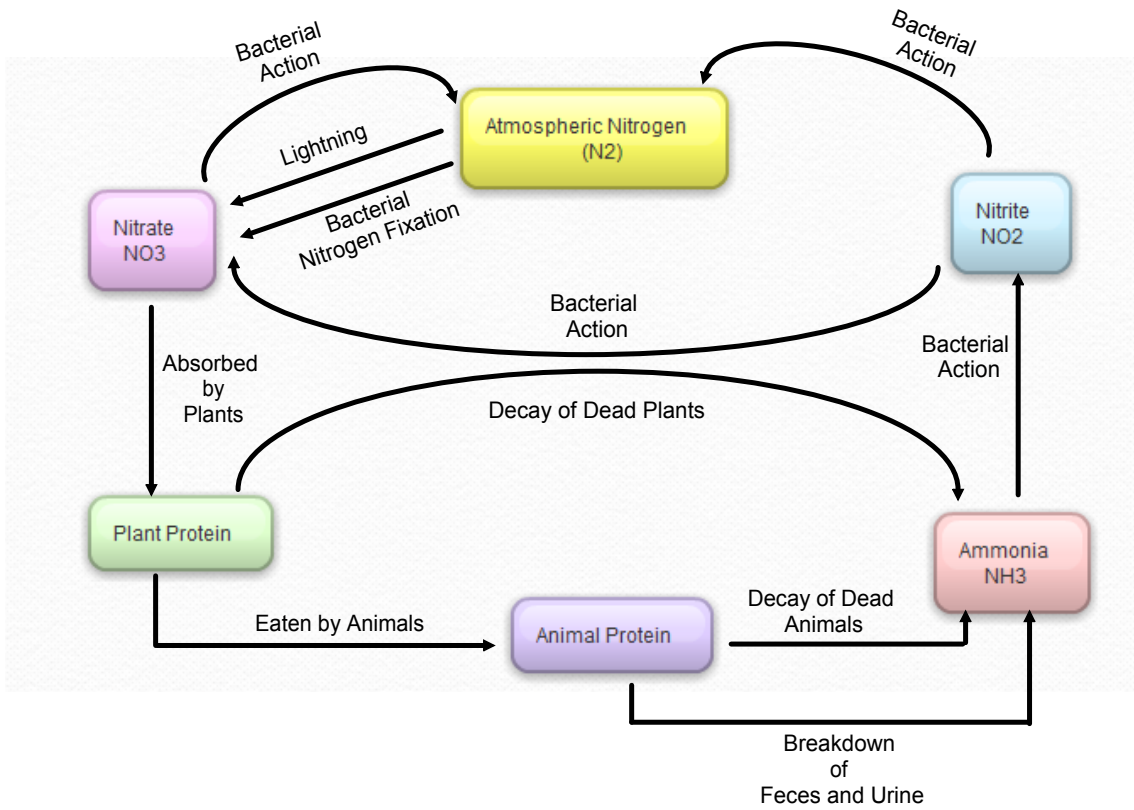 Bacterial
Action
Bacterial
Action
Atmospheric Nitrogen
(N2)
Lightning
Bacterial
Nitrogen Fixation
Nitrate
NO3
Nitrite
NO2
Bacterial
Action
Bacterial
Action
Absorbed
by
Plants
Decay of Dead Plants
Plant Protein
Ammonia
NH3
Eaten by Animals
Animal Protein
Decay of Dead
Animals
Breakdown
of
Feces and Urine